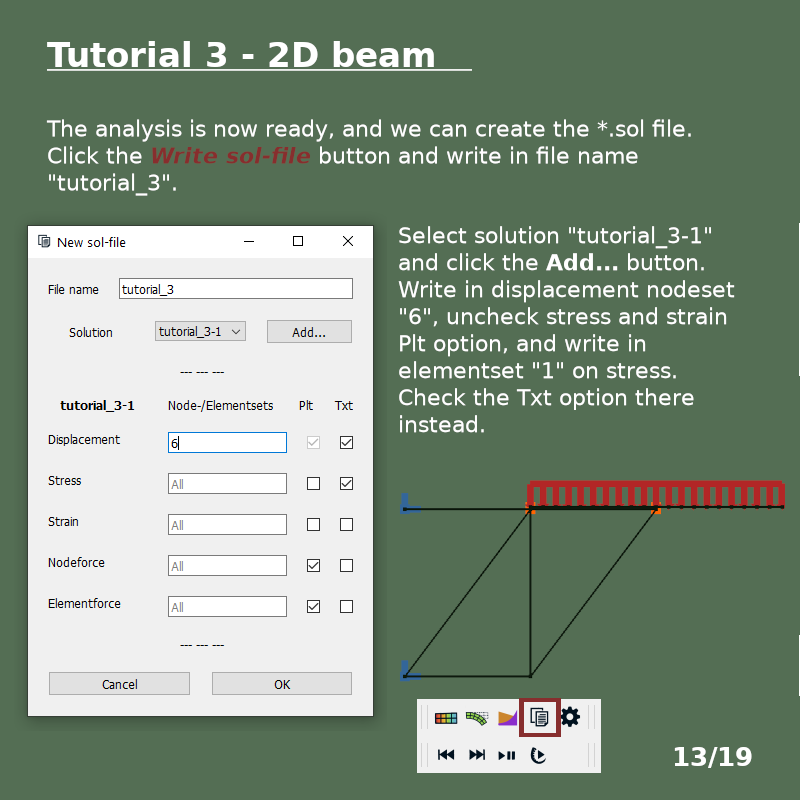 Tutorial 3 - 2D beam
The analysis is now ready, and we can create the *.sol file.
Click the Write sol-file button and write in file name
"tutorial_3".
New sol-file
File name tutorial_3
Solution tutorial_3-1 Add...
--- --- ---
tutorial_3-1 Node-/Elementsets Plt Txt
Displacement 6
Stress All
Strain All
Nodeforce All
Elementforce All
--- --- ---
Cancel OK
Select solution "tutorial_3-1"
and click the Add... button.
Write in displacement nodeset
"6", uncheck stress and strain
Plt option, and write in
elementset "1" on stress.
Check the Txt option there
instead.
13/19